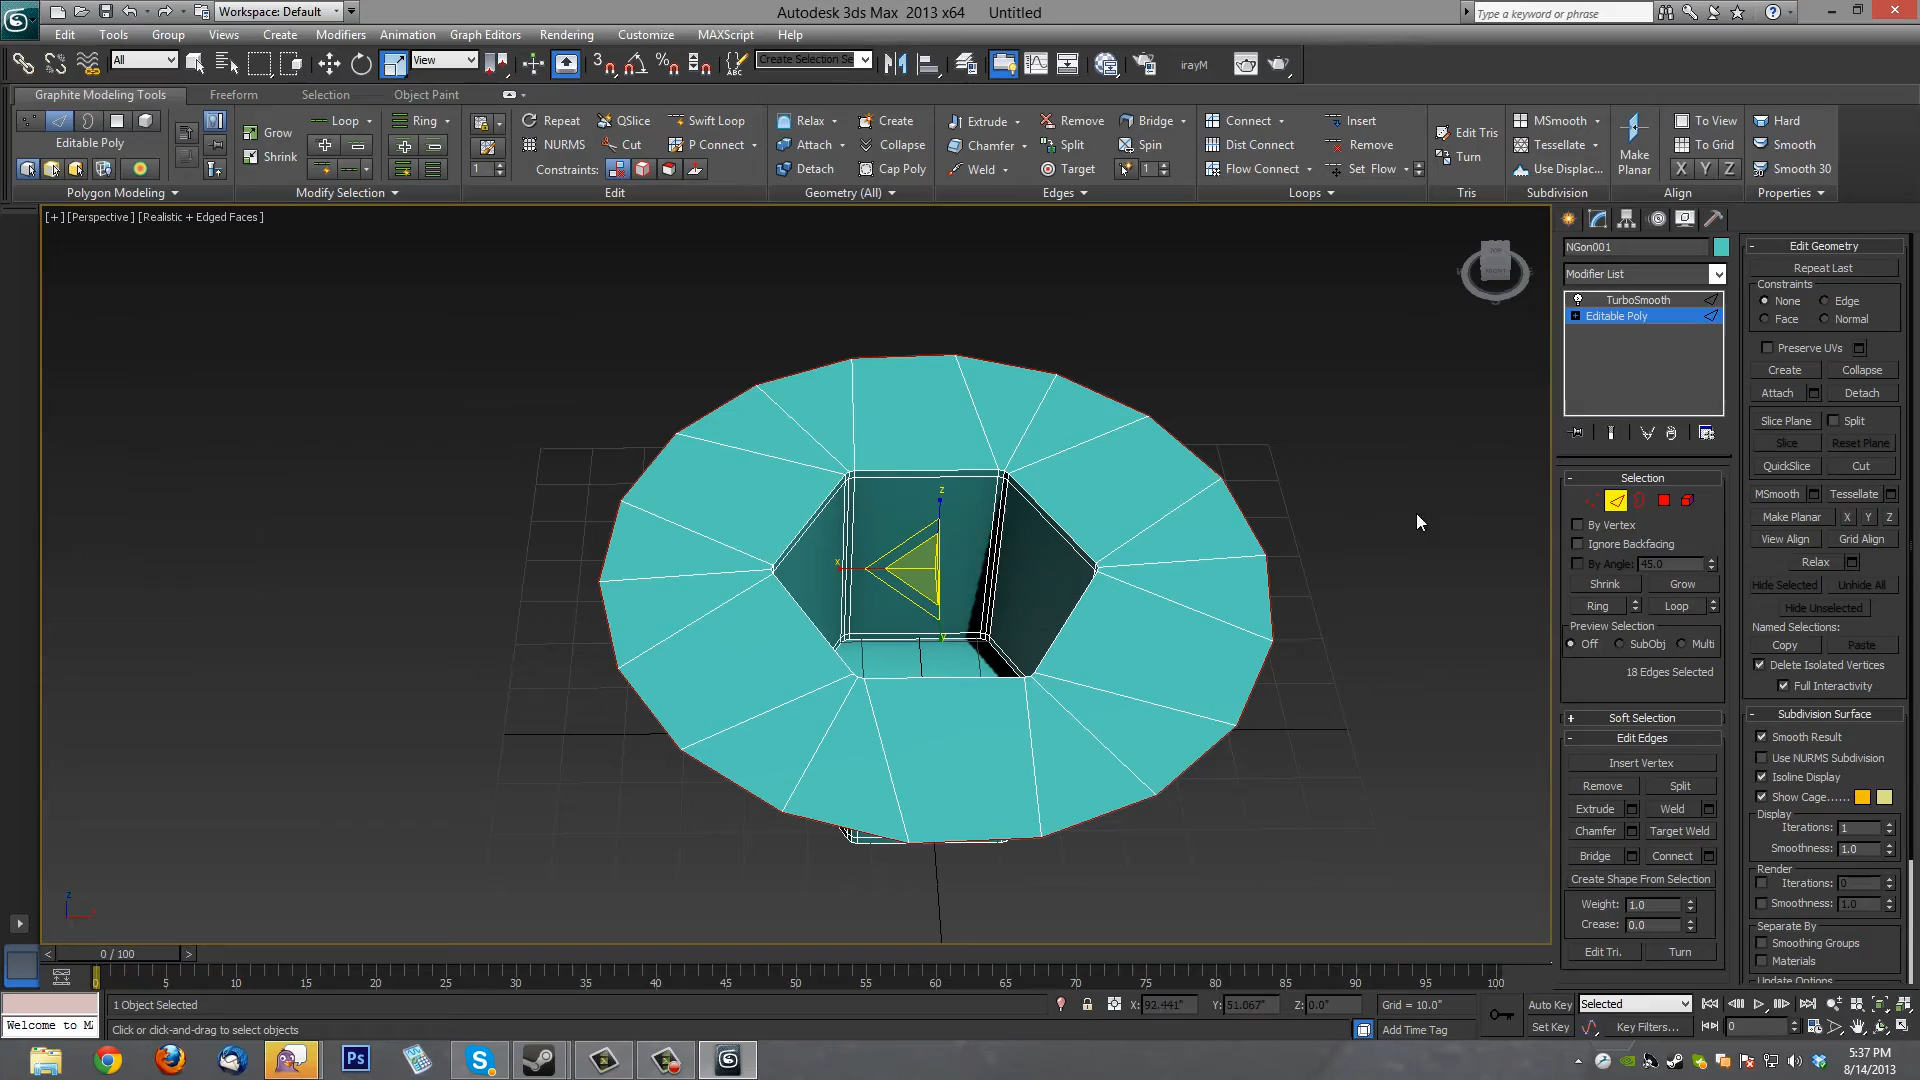 Workspace: Default
Autodesk 3ds Max 2013 x64 Untitled
Type a keyword or phrase
Edit Tools Group Views Create Modifiers Animation Graph Editors Rendering Customize MAXScript Help
All View Create Selection Se irayM
Graphite Modeling Tools Freeform Selection Object Paint
Grow Loop Ring Repeat QSlice Swift Loop Relax Create Extrude Remove Bridge Connect Insert Edit Tris MSmooth To View Hard
Editable Poly Shrink NURMS Cut P Connect Attach Collapse Chamfer Split Spin Dist Connect Remove Turn Tessellate Make Planar To Grid Smooth
1 Constraints: Detach Cap Poly Weld Target 1 Flow Connect Set Flow Use Displac... X Y Z Smooth 30
Polygon Modeling Modify Selection Edit Geometry (All) Edges Loops Tris Subdivision Align Properties
[+] [Perspective] [Realistic + Edged Faces]
z
x
y
NGon001
Modifier List
TurboSmooth
Editable Poly
Selection
By Vertex
Ignore Backfacing
By Angle: 45.0
Shrink Grow
Ring Loop
Preview Selection
Off SubObj Multi
18 Edges Selected
Soft Selection
Edit Edges
Insert Vertex
Remove Split
Extrude Weld
Chamfer Target Weld
Bridge Connect
Create Shape From Selection
Weight: 1.0
Crease: 0.0
Edit Tri. Turn
Edit Geometry
Repeat Last
Constraints
None Edge
Face Normal
Preserve UVs
Create Collapse
Attach Detach
Slice Plane Split
Slice Reset Plane
QuickSlice Cut
MSmooth Tessellate
Make Planar X Y Z
View Align Grid Align
Relax
Hide Selected Unhide All
Hide Unselected
Named Selections:
Copy Paste
Delete Isolated Vertices
Full Interactivity
Subdivision Surface
Smooth Result
Use NURMS Subdivision
Isoline Display
Show Cage......
Display
Iterations: 1
Smoothness: 1.0
Render
Iterations: 0
Smoothness: 1.0
Separate By
Smoothing Groups
Materials
Update Options
z
< 0 / 100 >
0 5 10 15 20 25 30 35 40 45 50 55 60 65 70 75 80 85 90 95 100
1 Object Selected X: 92.441" Y: 51.067" Z: 0.0" Grid = 10.0" Auto Key Selected
Welcome to M Click or click-and-drag to select objects Add Time Tag Set Key Key Filters... 0
Ps
5:37 PM
8/14/2013